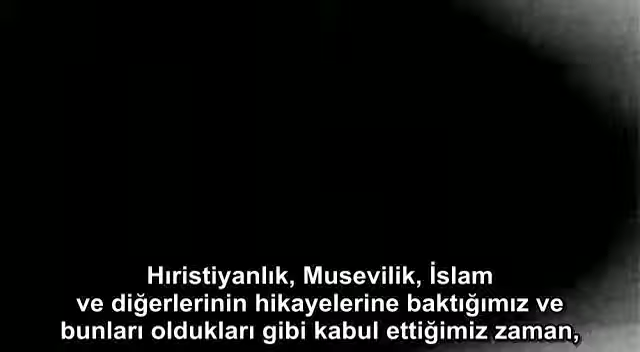 Hıristiyanlık, Musevilik, İslam
ve diğerlerinin hikayelerine baktığımız ve
bunları oldukları gibi kabul ettiğimiz zaman,